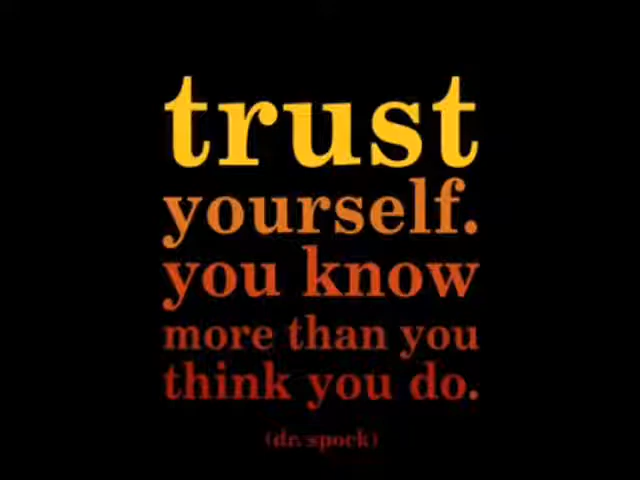 trust
yourself.
you know
more than you
think you do.
(dr. spock)